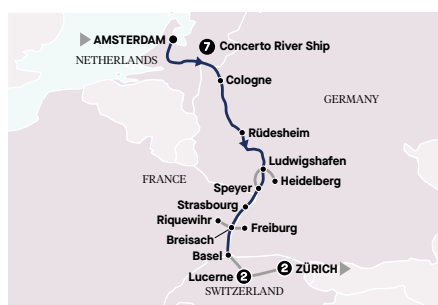 AMSTERDAM
NETHERLANDS
7 Concerto River Ship
Cologne
GERMANY
Rüdesheim
Ludwigshafen
FRANCE
Heidelberg
Speyer
Strasbourg
Riquewihr
Freiburg
Breisach
Basel
2 ZÜRICH
Lucerne 2
SWITZERLAND